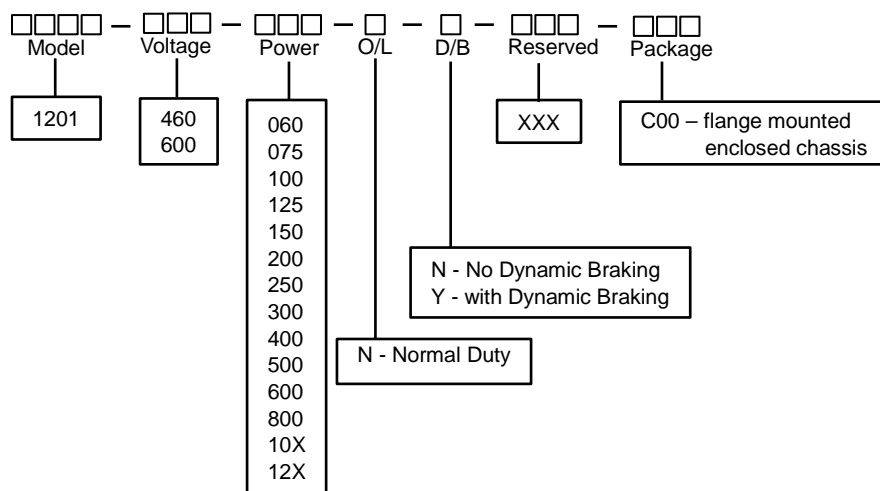 □□□□ – □□□ – □□□ – □ – □ – □□□ – □□□
Model Voltage Power O/L D/B Reserved Package
1201
460
600
060
075
100
125
150
200
250
300
400
500
600
800
10X
12X
N - Normal Duty
N - No Dynamic Braking
Y - with Dynamic Braking
XXX
C00 – flange mounted
enclosed chassis